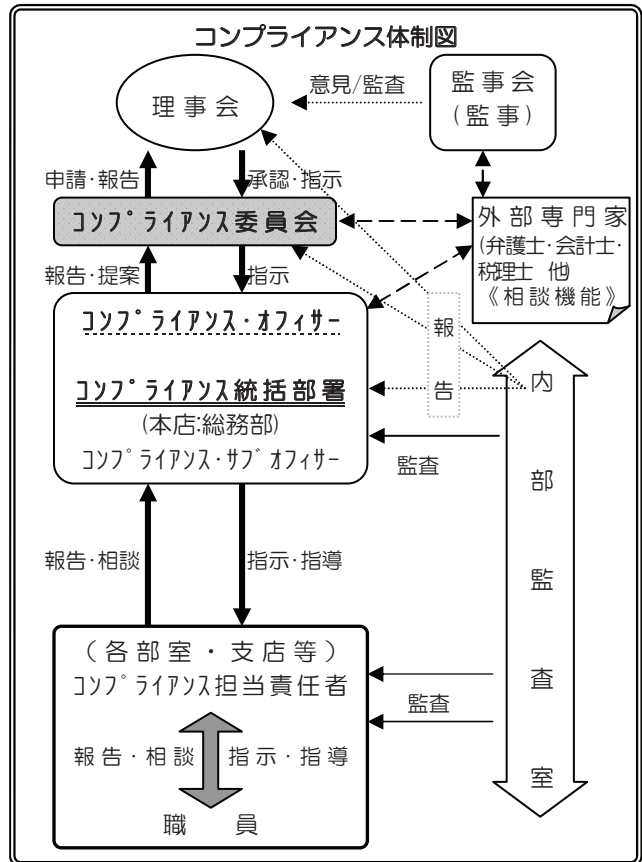 コンプライアンス体制図
理事会
意見/監査
監事会
(監事)
申請・報告
承認・指示
コンプライアンス委員会
外部専門家
(弁護士・会計士・
税理士 他)
《相談機能》
報告・提案
指示
コンプライアンス・オフィサー
コンプライアンス統括部署
(本店:総務部)
コンプライアンス・サブオフィサー
報告
監査
内部監査室
報告・相談
指示・指導
(各部室・支店等)
コンプライアンス担当責任者
監査
報告・相談
指示・指導
職員